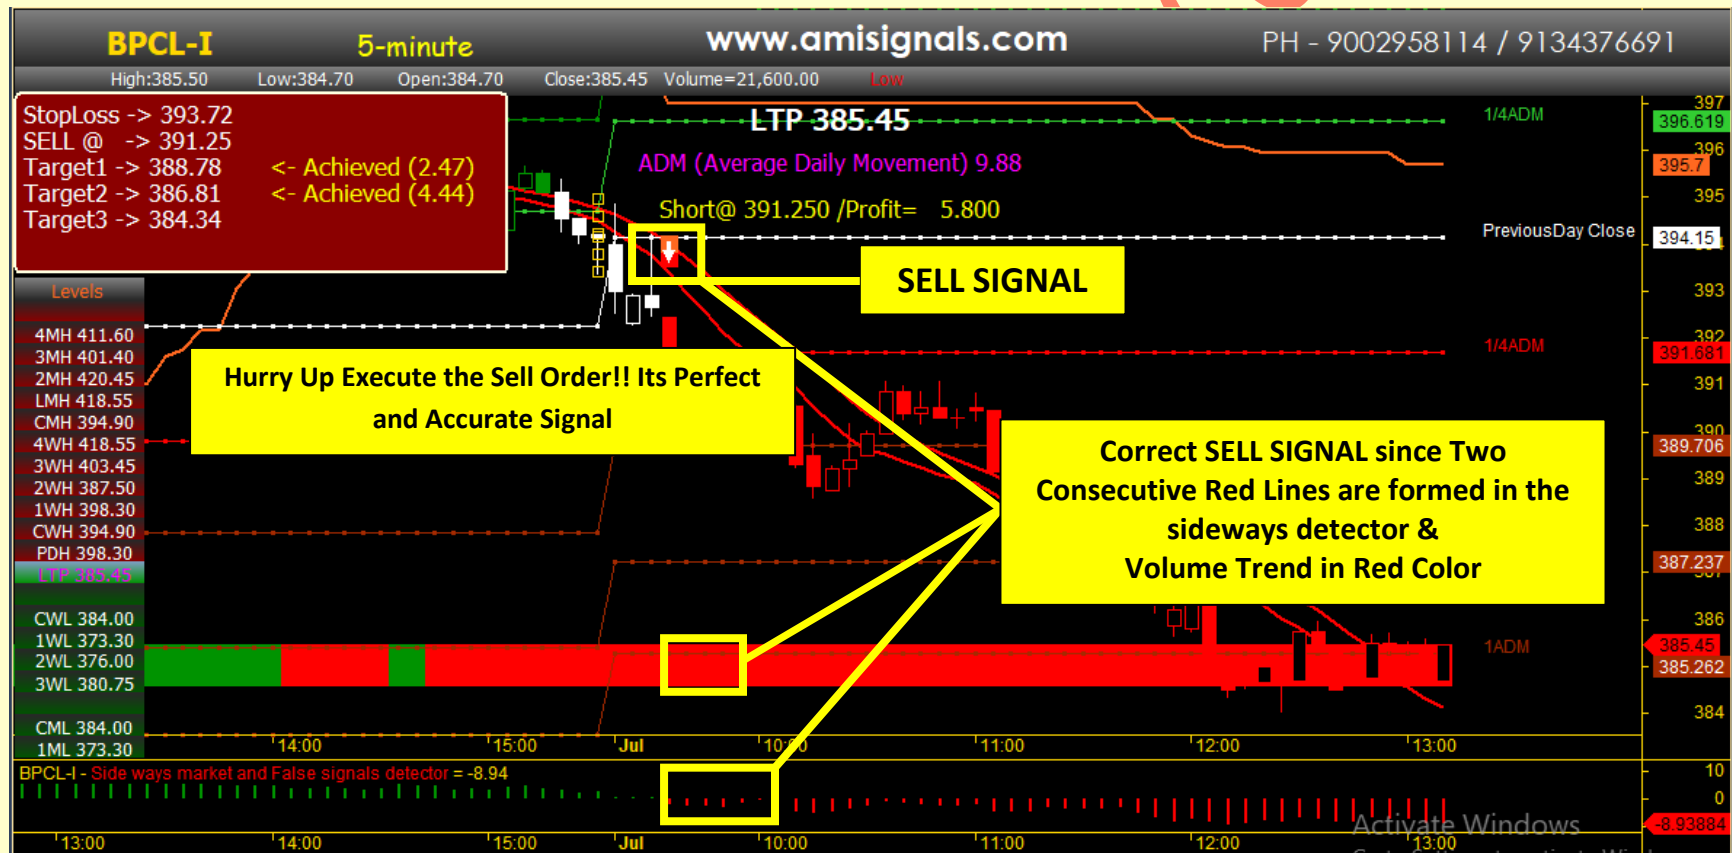 BPCL-I 5-minute www.amisignals.com PH - 9002958114 / 9134376691
High:385.50 Low:384.70 Open:384.70 Close:385.45 Volume=21,600.00 Low
StopLoss -> 393.72
SELL @ -> 391.25
Target1 -> 388.78 <- Achieved (2.47)
Target2 -> 386.81 <- Achieved (4.44)
Target3 -> 384.34
LTP 385.45
ADM (Average Daily Movement) 9.88
Short@ 391.250 /Profit= 5.800
SELL SIGNAL
Hurry Up Execute the Sell Order!! Its Perfect
and Accurate Signal
Correct SELL SIGNAL since Two
Consecutive Red Lines are formed in the
sideways detector &
Volume Trend in Red Color
Levels
4MH 411.60
3MH 401.40
2MH 420.45
LMH 418.55
CMH 394.90
4WH 418.55
3WH 403.45
2WH 387.50
1WH 398.30
CWH 394.90
PDH 398.30
LTP 385.45
CWL 384.00
1WL 373.30
2WL 376.00
3WL 380.75
CML 384.00
1ML 373.30
1/4ADM
PreviousDay Close
1/4ADM
1ADM
397
396.619
396
395.7
395
394.15
393
392
391.681
391
390
389.706
389
388
387.237
386
385.45
385.262
384
14:00 15:00 Jul 10:00 11:00 12:00 13:00
BPCL-I - Side ways market and False signals detector = -8.94
10
0
-8.93884
Activate Windows
13:00 14:00 15:00 Jul 10:00 11:00 12:00 13:00